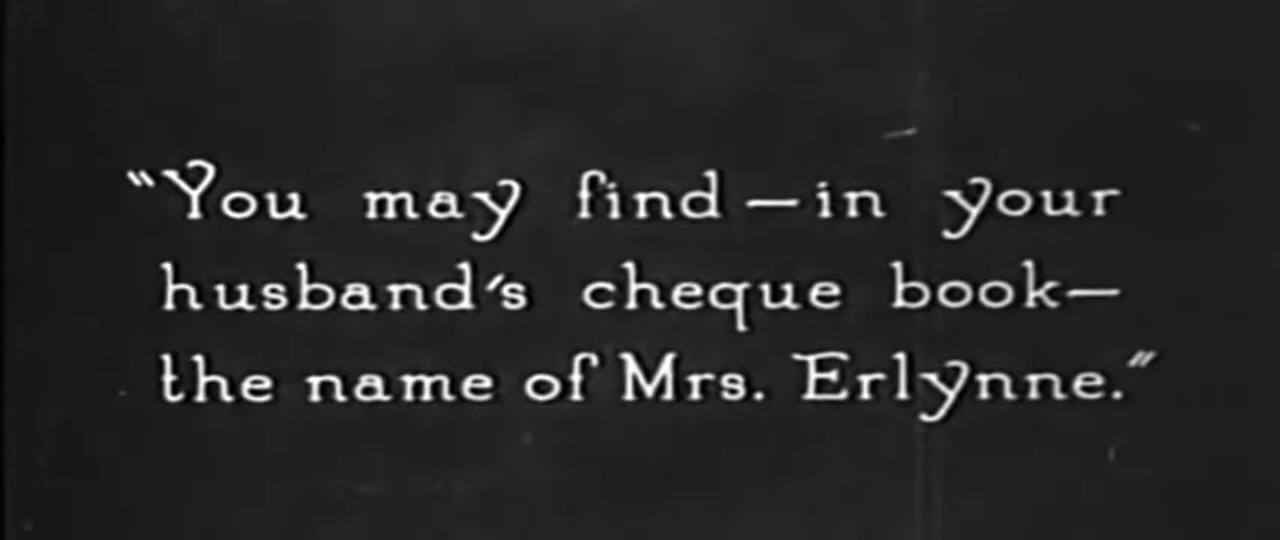 "You may find — in your
husband's cheque book—
the name of Mrs. Erlynne."